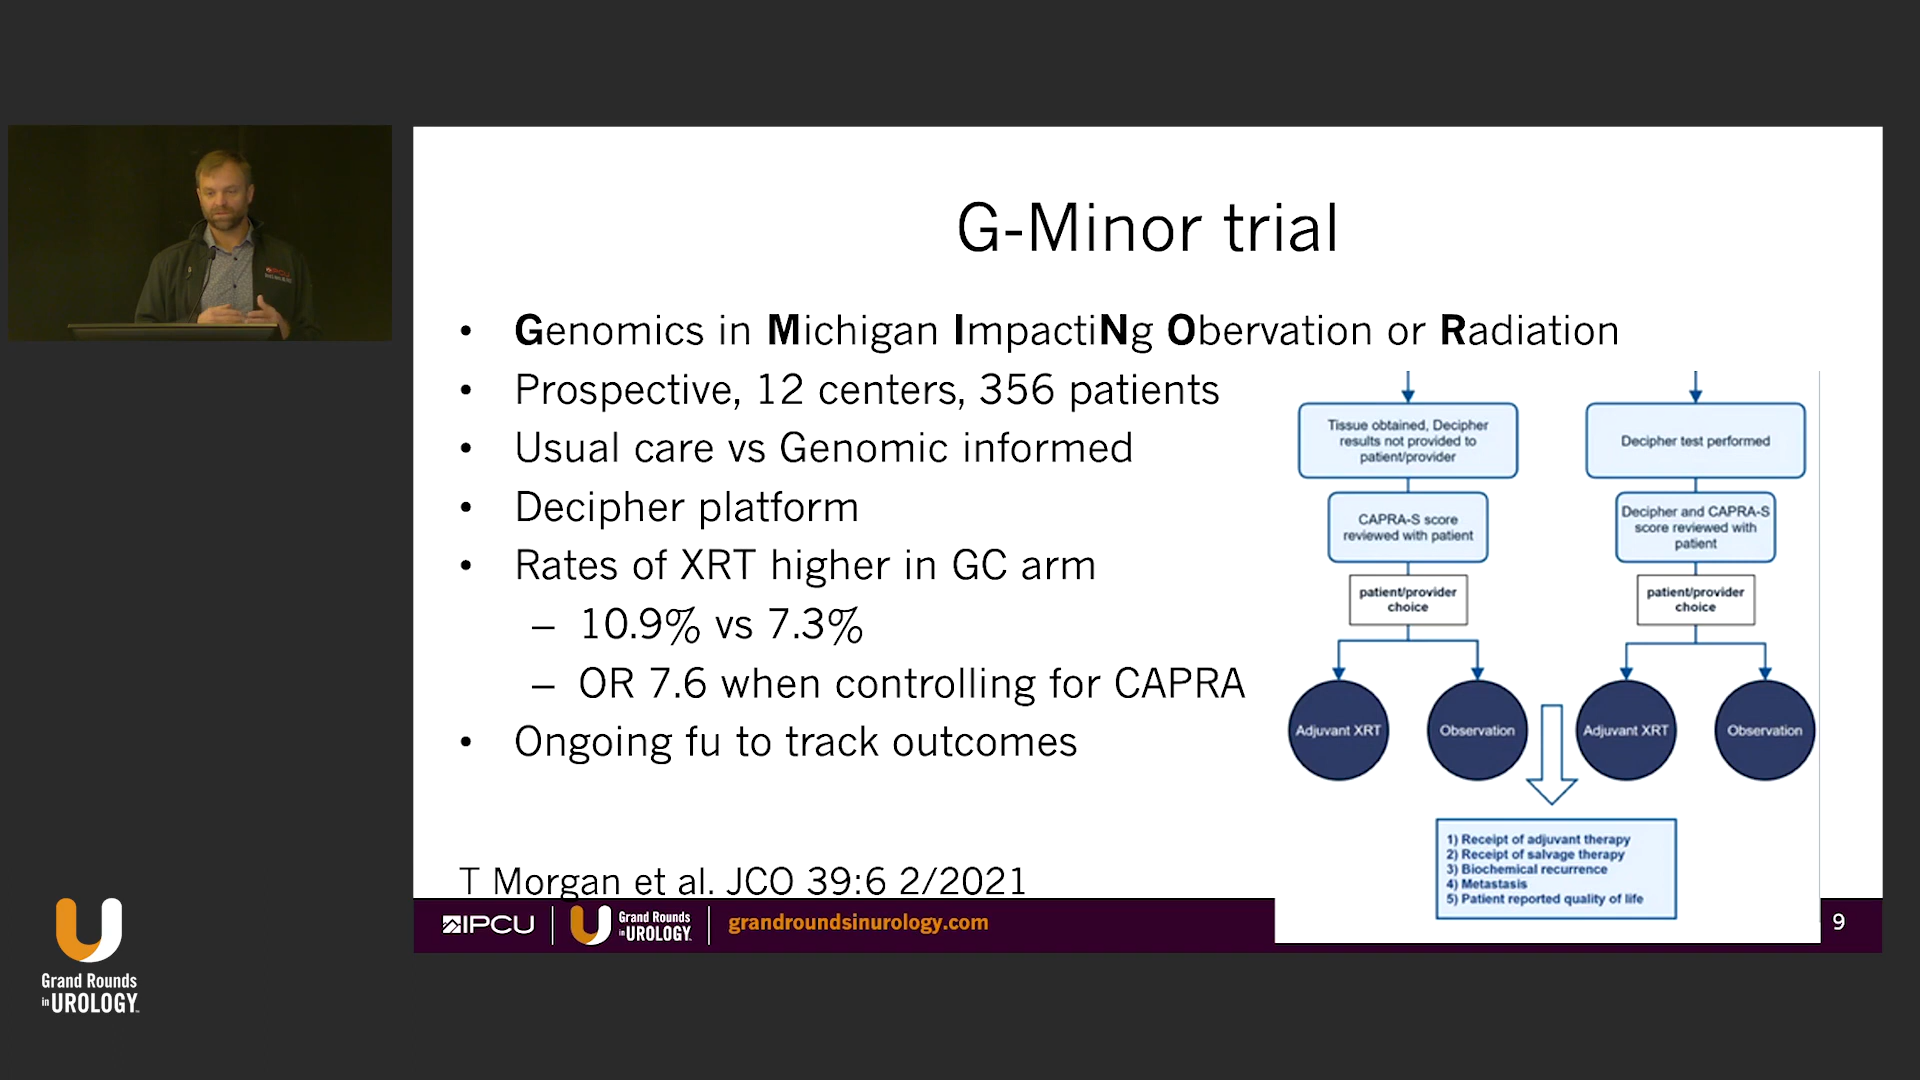 G-Minor trial
• Genomics in Michigan ImpactiNg Obervation or Radiation
• Prospective, 12 centers, 356 patients
• Usual care vs Genomic informed
• Decipher platform
• Rates of XRT higher in GC arm
– 10.9% vs 7.3%
– OR 7.6 when controlling for CAPRA
• Ongoing fu to track outcomes
T Morgan et al. JCO 39:6 2/2021
Tissue obtained, Decipher
results not provided to
patient/provider
CAPRA-S score
reviewed with patient
patient/provider
choice
Adjuvant XRT
Observation
Decipher test performed
Decipher and CAPRA-S
score reviewed with
patient
patient/provider
choice
Adjuvant XRT
Observation
1) Receipt of adjuvant therapy
2) Receipt of salvage therapy
3) Biochemical recurrence
4) Metastasis
5) Patient reported quality of life
IPCU
Grand Rounds
in UROLOGY
grandroundsinurology.com
9
Grand Rounds
in UROLOGY